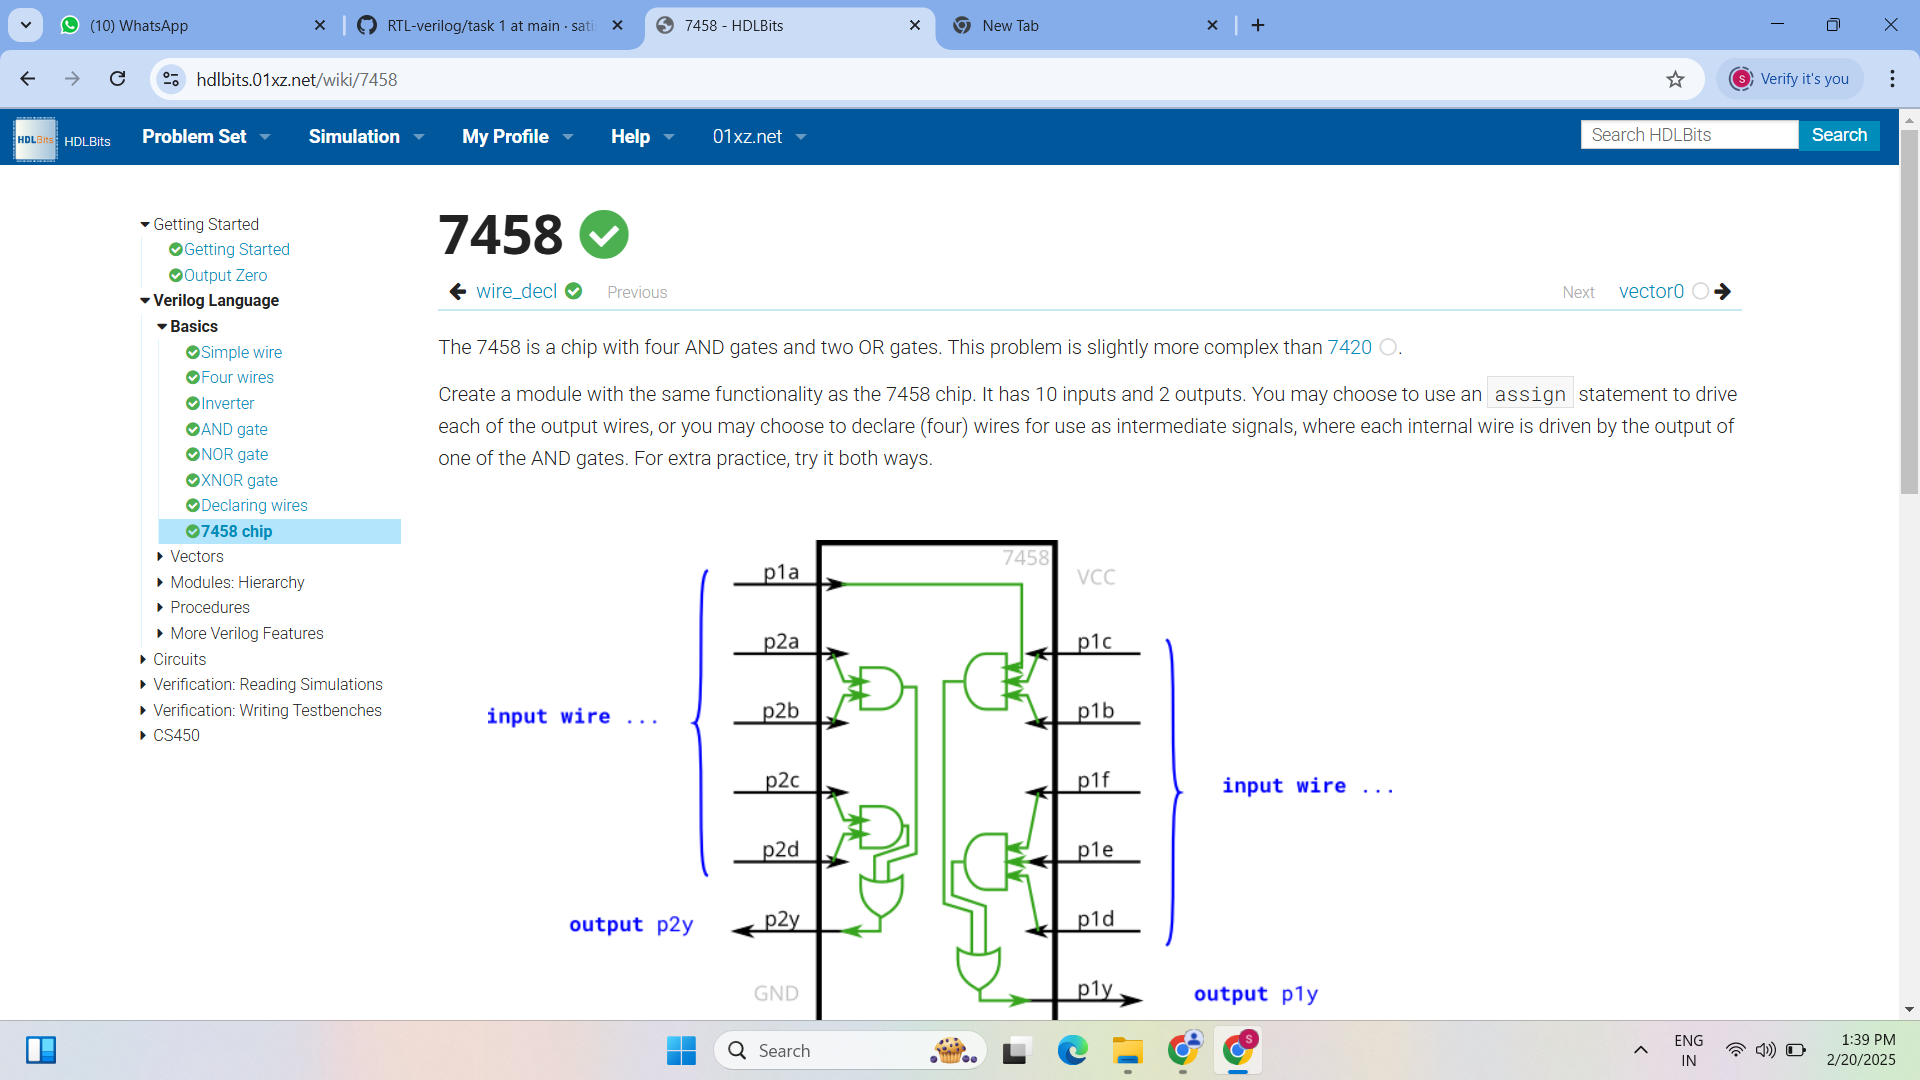 (10) WhatsApp
RTL-verilog/task 1 at main · sati
7458 - HDLBits
New Tab
hdlbits.01xz.net/wiki/7458
S
Verify it's you
HDLBits
HDLBits
Problem Set
Simulation
My Profile
Help
01xz.net
Search HDLBits
Search
Getting Started
Getting Started
Output Zero
Verilog Language
Basics
Simple wire
Four wires
Inverter
AND gate
NOR gate
XNOR gate
Declaring wires
7458 chip
Vectors
Modules: Hierarchy
Procedures
More Verilog Features
Circuits
Verification: Reading Simulations
Verification: Writing Testbenches
CS450
7458
wire_decl
Previous
Next
vector0
The 7458 is a chip with four AND gates and two OR gates. This problem is slightly more complex than 7420 .
Create a module with the same functionality as the 7458 chip. It has 10 inputs and 2 outputs. You may choose to use an assign statement to drive
each of the output wires, or you may choose to declare (four) wires for use as intermediate signals, where each internal wire is driven by the output of
one of the AND gates. For extra practice, try it both ways.
7458
p1a
VCC
p2a
p1c
p2b
p1b
input wire ...
p2c
p1f
input wire ...
p2d
p1e
p2y
p1d
output p2y
GND
p1y
output p1y
Search
S
ENG
IN
1:39 PM
2/20/2025